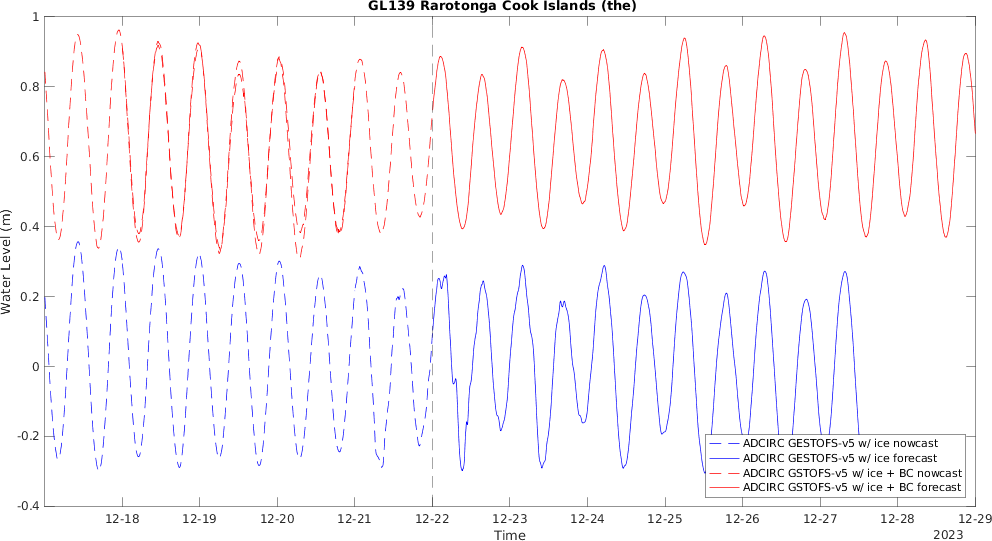 GL139 Rarotonga Cook Islands (the)
1
0.8
0.6
0.4
0.2
0
-0.2
-0.4
Water Level (m)
ADCIRC GESTOFS-v5 w/ ice nowcast
ADCIRC GESTOFS-v5 w/ ice forecast
ADCIRC GSTOFS-v5 w/ ice + BC nowcast
ADCIRC GSTOFS-v5 w/ ice + BC forecast
12-18 12-19 12-20 12-21 12-22 12-23 12-24 12-25 12-26 12-27 12-28 12-29
Time
2023